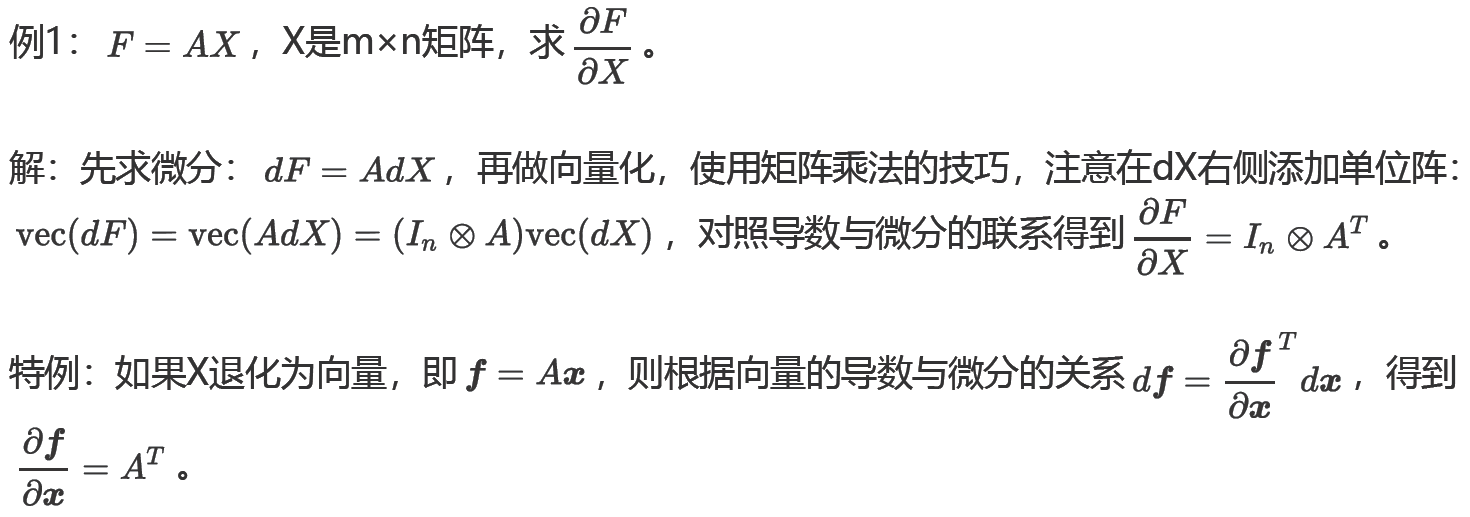 例1：$F = AX$，X是m×n矩阵，求$\frac{\partial F}{\partial X}$。
解：先求微分：$dF = AdX$，再做向量化，使用矩阵乘法的技巧，注意在dX右侧添加单位阵：
$\mathrm{vec}(dF) = \mathrm{vec}(AdX) = (I_n \otimes A)\mathrm{vec}(dX)$，对照导数与微分的联系得到$\frac{\partial F}{\partial X} = I_n \otimes A^T$。
特例：如果X退化为向量，即$\boldsymbol{f} = A\boldsymbol{x}$，则根据向量的导数与微分的关系$d\boldsymbol{f} = \frac{\partial \boldsymbol{f}}{\partial \boldsymbol{x}}^T d\boldsymbol{x}$，得到
$\frac{\partial \boldsymbol{f}}{\partial \boldsymbol{x}} = A^T$。